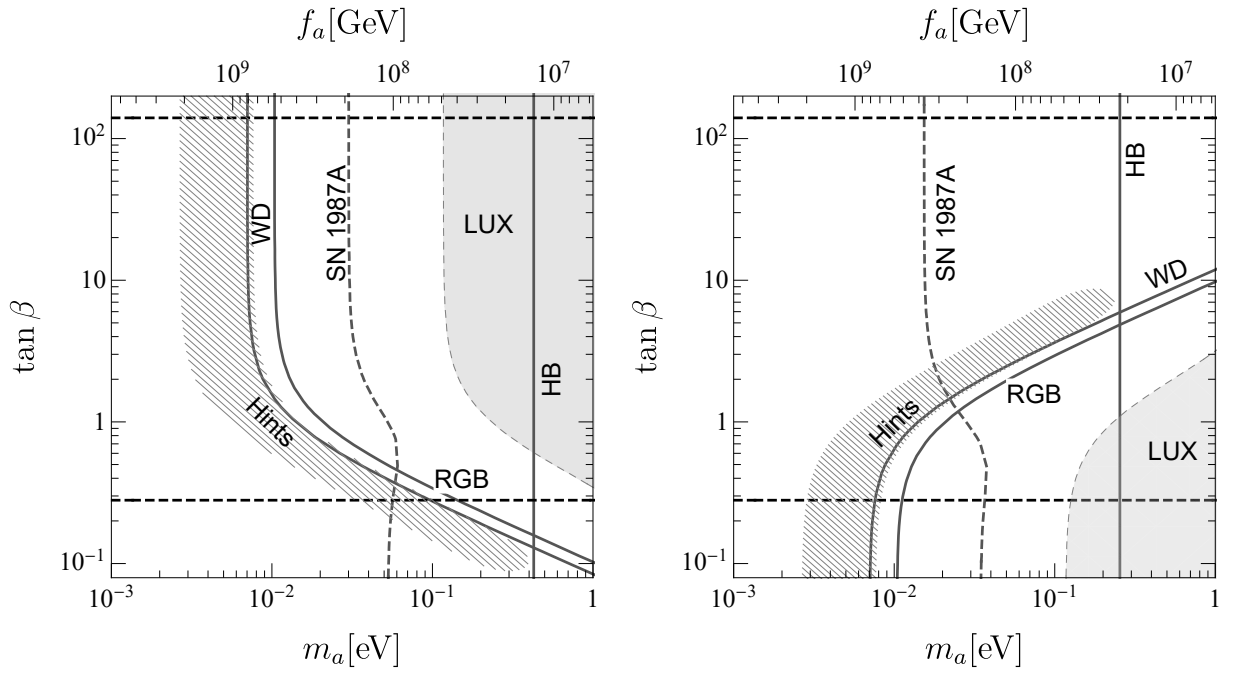 f_a[GeV]
10^9 10^8 10^7
10^2
10
1
10^-1
tan β
WD
SN 1987A
LUX
HB
Hints
RGB
10^-3 10^-2 10^-1 1
m_a[eV]
f_a[GeV]
10^9 10^8 10^7
10^2
10
1
10^-1
tan β
HB
SN 1987A
WD
RGB
Hints
LUX
10^-3 10^-2 10^-1 1
m_a[eV]